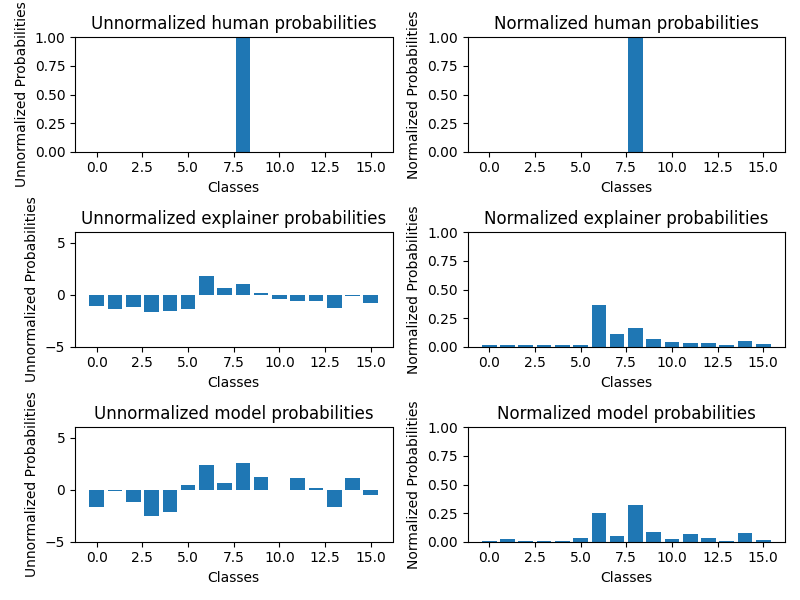 Unnormalized human probabilities
Unnormalized Probabilities
1.00
0.75
0.50
0.25
0.00
0.0 2.5 5.0 7.5 10.0 12.5 15.0
Classes
Normalized human probabilities
Normalized Probabilities
1.00
0.75
0.50
0.25
0.00
0.0 2.5 5.0 7.5 10.0 12.5 15.0
Classes
Unnormalized explainer probabilities
Unnormalized Probabilities
5
0
−5
0.0 2.5 5.0 7.5 10.0 12.5 15.0
Classes
Normalized explainer probabilities
Normalized Probabilities
1.00
0.75
0.50
0.25
0.00
0.0 2.5 5.0 7.5 10.0 12.5 15.0
Classes
Unnormalized model probabilities
Unnormalized Probabilities
5
0
−5
0.0 2.5 5.0 7.5 10.0 12.5 15.0
Classes
Normalized model probabilities
Normalized Probabilities
1.00
0.75
0.50
0.25
0.00
0.0 2.5 5.0 7.5 10.0 12.5 15.0
Classes